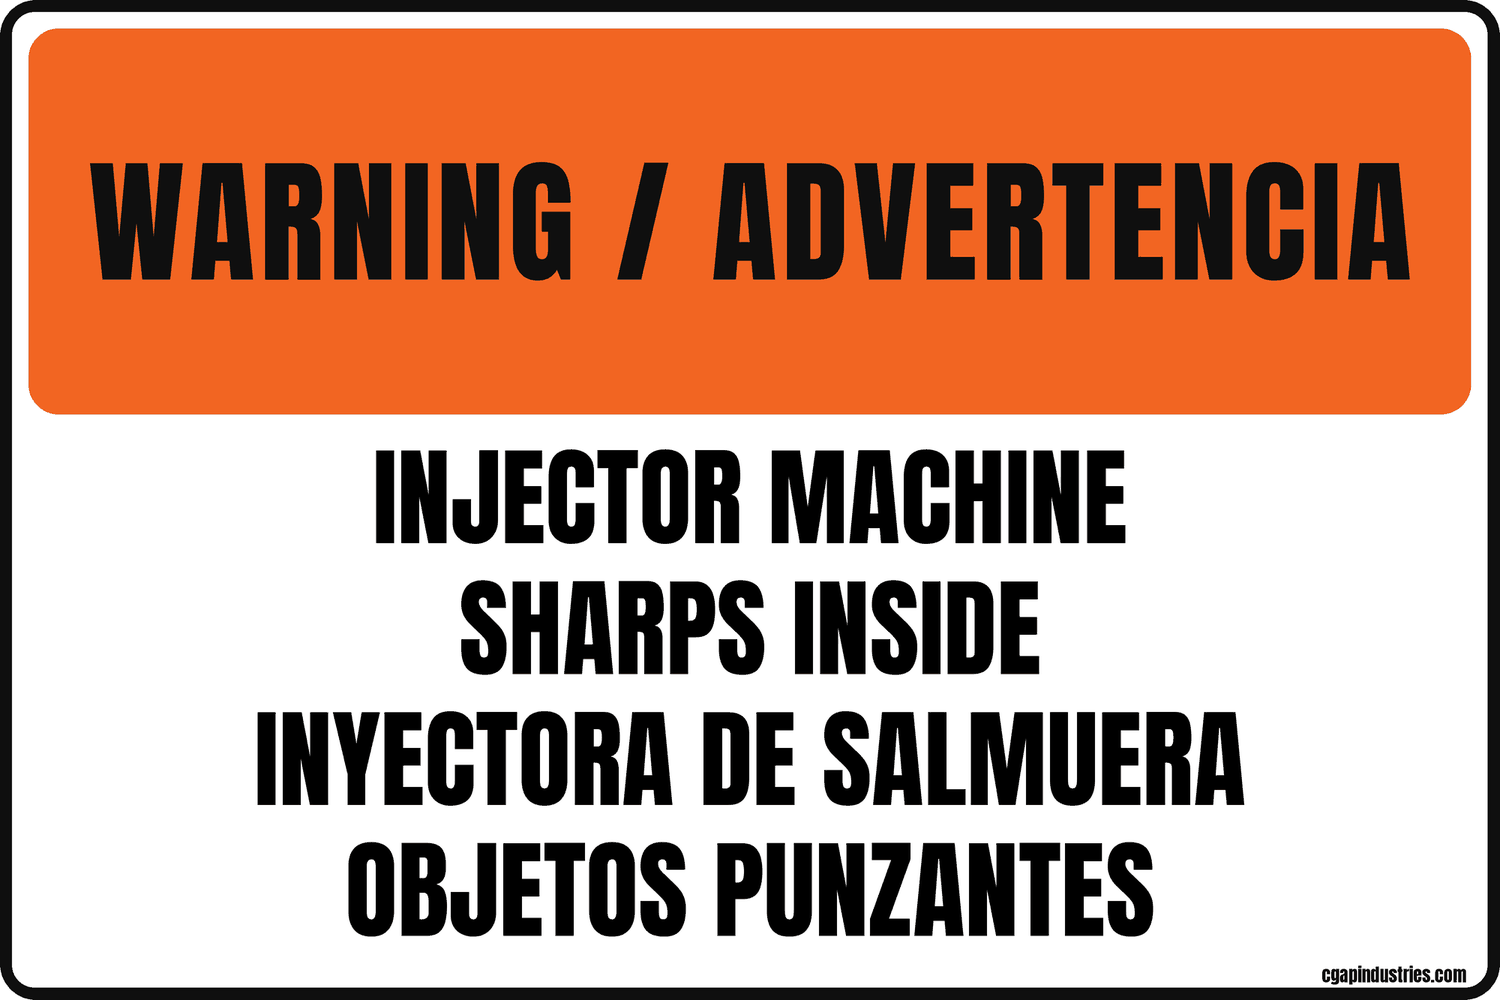 WARNING / ADVERTENCIA
INJECTOR MACHINE
SHARPS INSIDE
INYECTORA DE SALMUERA
OBJETOS PUNZANTES
cgapindustries.com